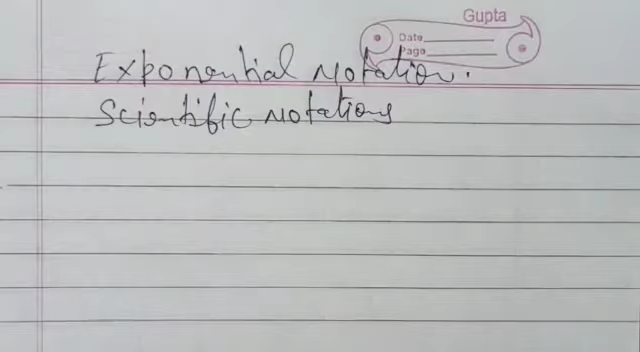 Gupta
Date
Page
Exponential Notation.
Scientific Notations